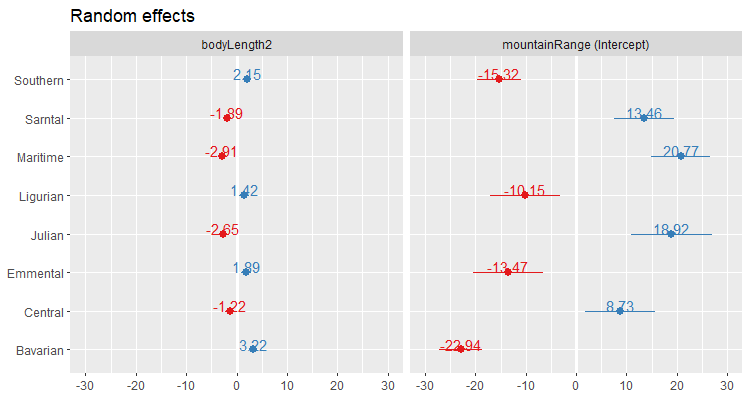 Random effects
bodyLength2 mountainRange (Intercept)
Southern 2.15 -15.32
Sarntal -1.89 13.46
Maritime -2.91 20.77
Ligurian 1.42 -10.15
Julian -2.65 18.92
Emmental 1.89 -13.47
Central -1.22 8.73
Bavarian 3.22 -22.94
-30 -20 -10 0 10 20 30 -30 -20 -10 0 10 20 30